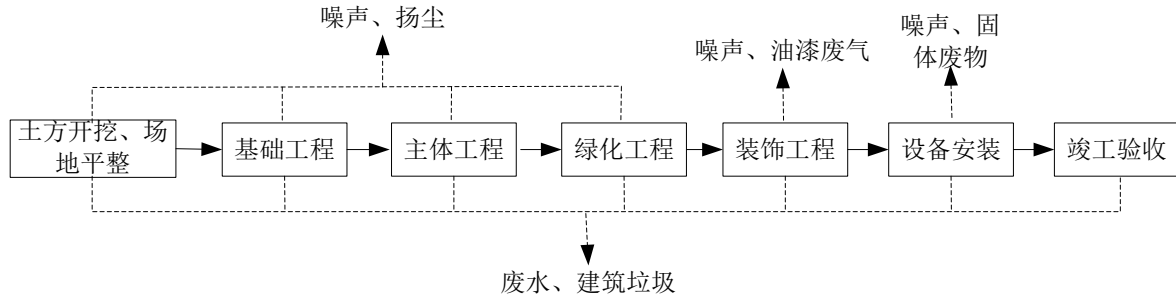 噪声、扬尘
噪声、油漆废气
噪声、固
体废物
土方开挖、场
地平整
基础工程
主体工程
绿化工程
装饰工程
设备安装
竣工验收
废水、建筑垃圾